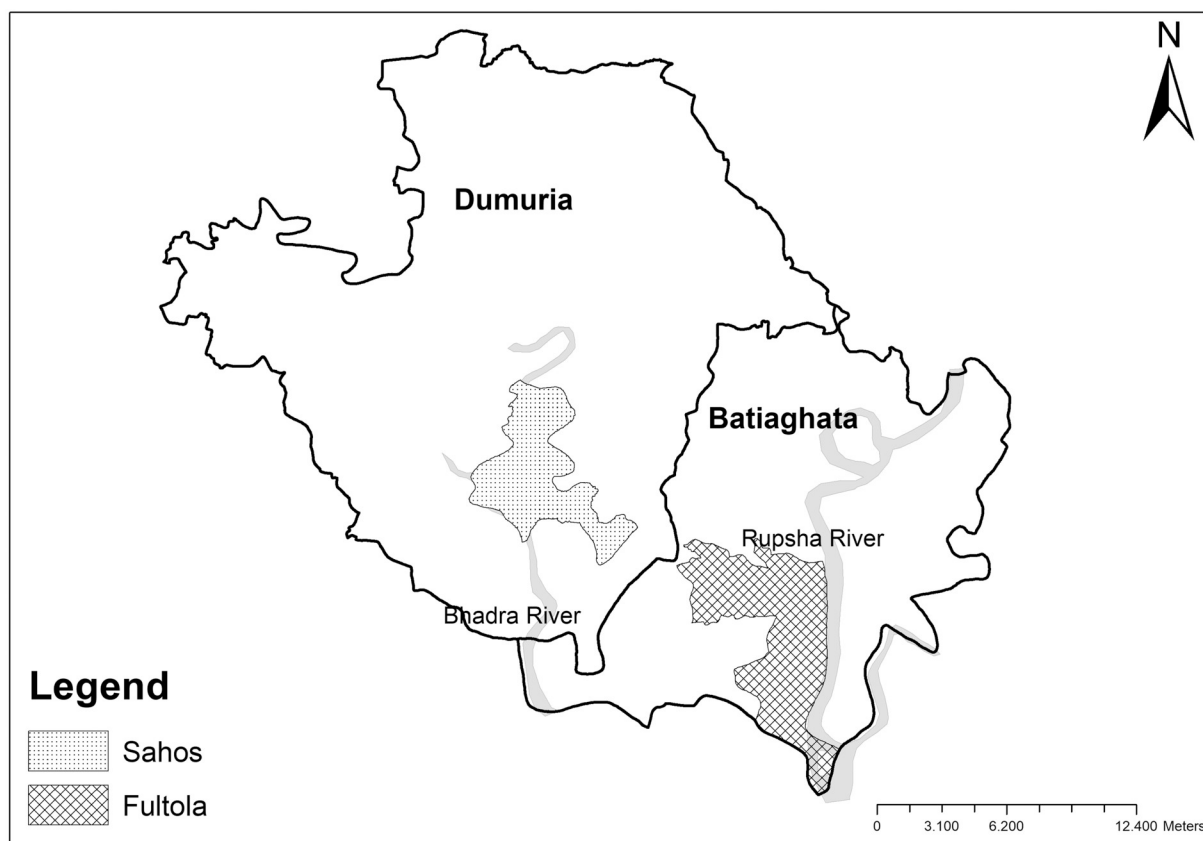 N
Dumuria
Batiaghata
Rupsha River
Bhadra River
Legend
Sahos
Fultola
0 3.100 6.200 12.400 Meters